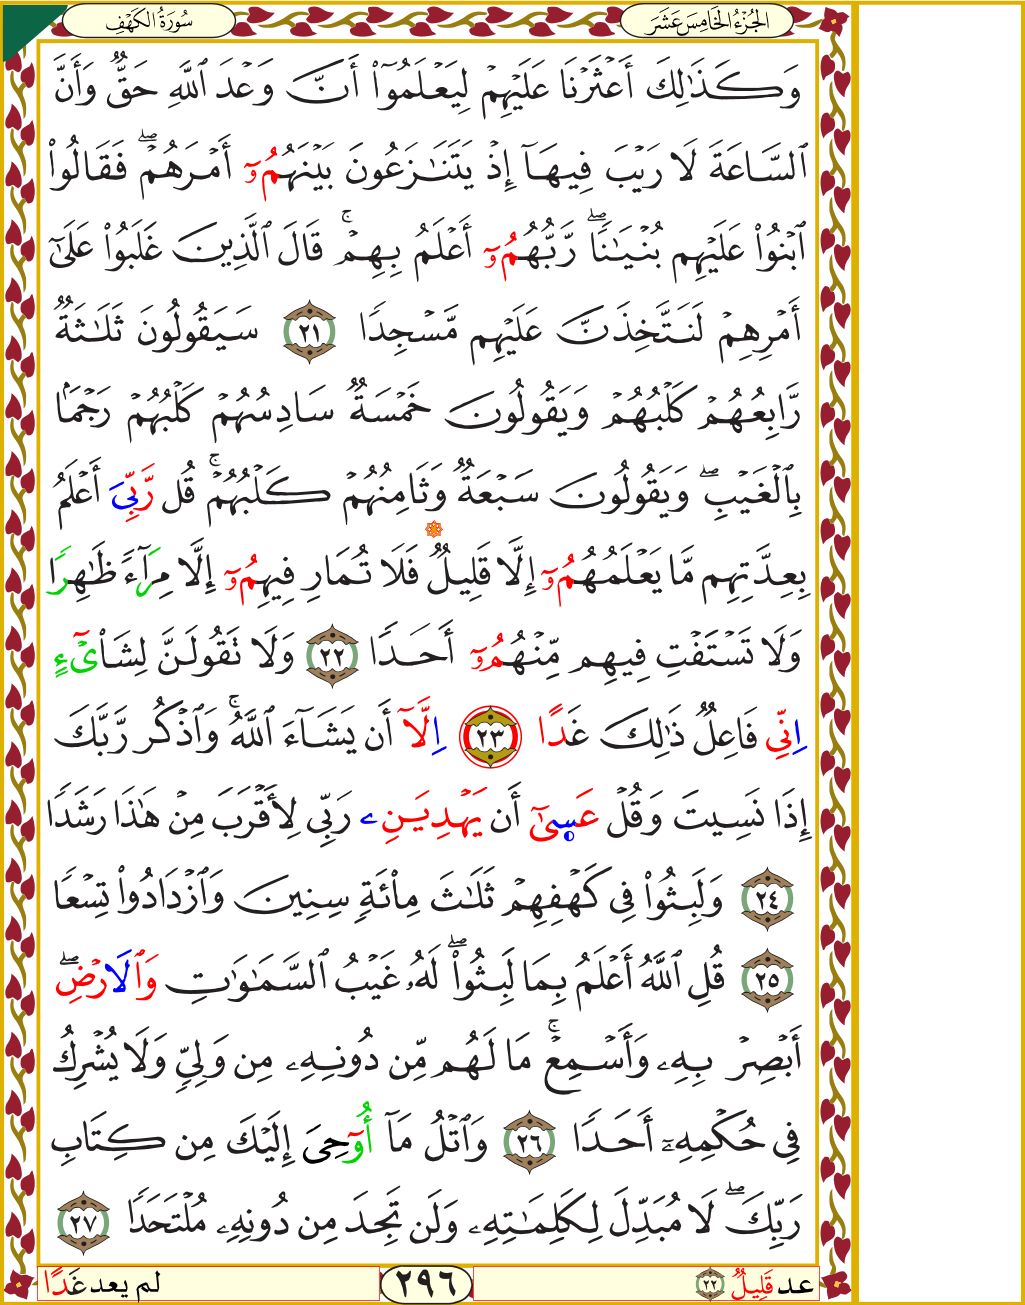 الجُزْءُ الخَامِسَ عَشَرَ
سُورَةُ الكَهْفِ
وَكَذَٰلِكَ أَعْثَرْنَا عَلَيْهِمْ لِيَعْلَمُوٓا۟ أَنَّ وَعْدَ ٱللَّهِ حَقٌّ وَأَنَّ
ٱلسَّاعَةَ لَا رَيْبَ فِيهَآ إِذْ يَتَنَٰزَعُونَ بَيْنَهُمُۥٓ أَمْرَهُمْۖ فَقَالُوا۟
ٱبْنُوا۟ عَلَيْهِم بُنْيَٰنًاۖ رَّبُّهُمُۥٓ أَعْلَمُ بِهِمْۚ قَالَ ٱلَّذِينَ غَلَبُوا۟ عَلَىٰٓ
أَمْرِهِمْ لَنَتَّخِذَنَّ عَلَيْهِم مَّسْجِدًا ٢١ سَيَقُولُونَ ثَلَٰثَةٌ
رَّابِعُهُمْ كَلْبُهُمْ وَيَقُولُونَ خَمْسَةٌ سَادِسُهُمْ كَلْبُهُمْ رَجْمًۢا
بِٱلْغَيْبِۖ وَيَقُولُونَ سَبْعَةٌ وَثَامِنُهُمْ كَلْبُهُمْۚ قُل رَّبِّىَ أَعْلَمُ
بِعِدَّتِهِم مَّا يَعْلَمُهُمُۥٓ إِلَّا قَلِيلٌ فَلَا تُمَارِ فِيهِمُۥٓ إِلَّا مِرَآءً ظَٰهِرًا
وَلَا تَسْتَفْتِ فِيهِم مِّنْهُمُۥٓ أَحَدًا ٢٢ وَلَا تَقُولَنَّ لِشَا۟ىْءٍ
اِنِّى فَاعِلٌ ذَٰلِكَ غَدًا ٢٣ اِلَّآ أَن يَشَآءَ ٱللَّهُۚ وَٱذْكُر رَّبَّكَ
إِذَا نَسِيتَ وَقُلْ عَسِىٰٓ أَن يَهْدِيَنِۦ رَبِّى لِأَقْرَبَ مِنْ هَٰذَا رَشَدًا
٢٤ وَلَبِثُوا۟ فِى كَهْفِهِمْ ثَلَٰثَ مِا۟ئَةٍ سِنِينَ وَٱزْدَادُوا۟ تِسْعًا
٢٥ قُلِ ٱللَّهُ أَعْلَمُ بِمَا لَبِثُوا۟ۖ لَهُۥ غَيْبُ ٱلسَّمَٰوَٰتِ وَٱلَارْضِۖ
أَبْصِرْ بِهِۦ وَأَسْمِعْۚ مَا لَهُم مِّن دُونِهِۦ مِن وَلِىٍّ وَلَا يُشْرِكُ
فِى حُكْمِهِۦٓ أَحَدًا ٢٦ وَٱتْلُ مَآ أُوٓحِىَ إِلَيْكَ مِن كِتَابِ
رَبِّكَۖ لَا مُبَدِّلَ لِكَلِمَٰتِهِۦ وَلَن تَجِدَ مِن دُونِهِۦ مُلْتَحَدًا ٢٧
عد قَلِيلٌ ٢٢
٢٩٦
لم يعد غَدًا